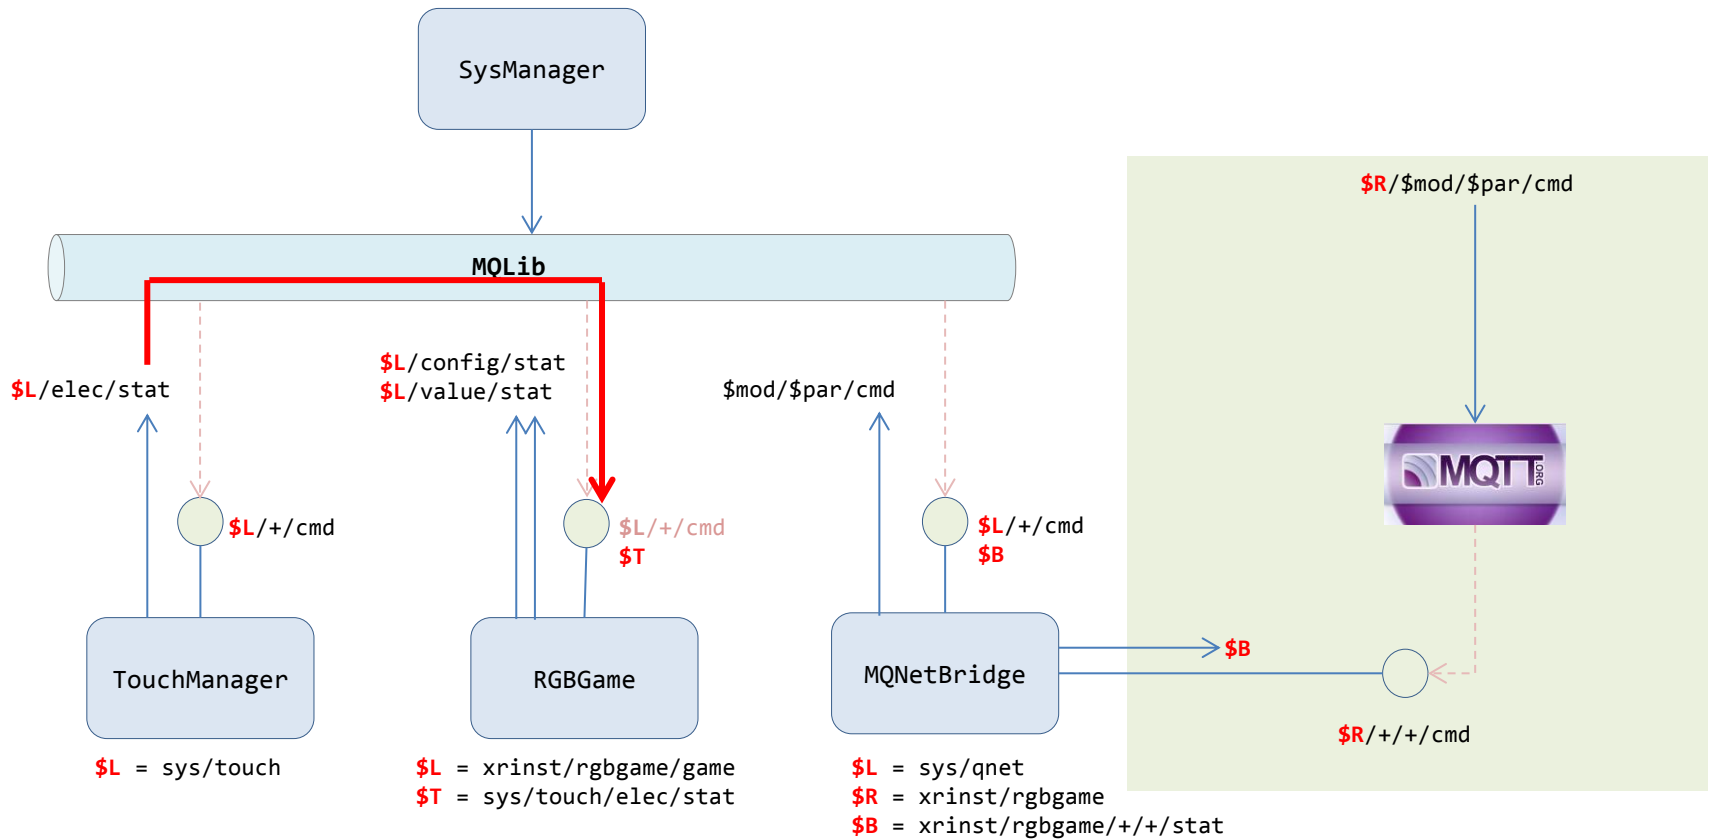 SysManager
$R/$mod/$par/cmd
MQLib
$L/config/stat
$L/elec/stat
$L/value/stat
$mod/$par/cmd
MQTT.ORG
$L/+/cmd
$L/+/cmd
$T
$L/+/cmd
$B
$B
TouchManager
RGBGame
MQNetBridge
$R/+/+/cmd
$L = sys/touch
$L = xrinst/rgbgame/game
$T = sys/touch/elec/stat
$L = sys/qnet
$R = xrinst/rgbgame
$B = xrinst/rgbgame/+/+/stat